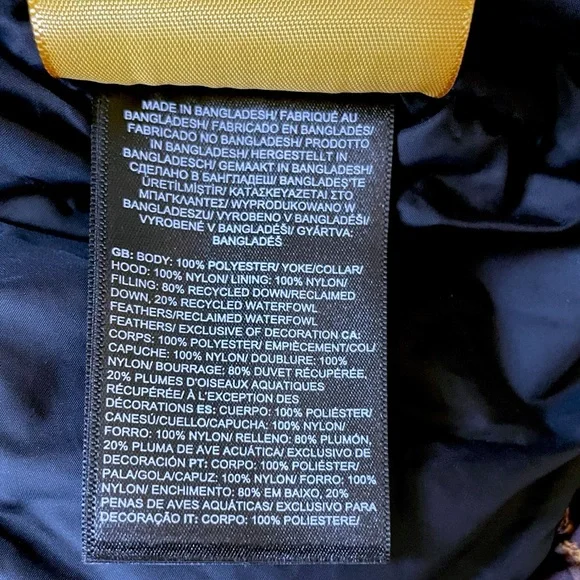 MADE IN BANGLADESH/ FABRIQUÉ AU
BANGLADESH/ FABRICADO EN BANGLADÉS/
FABRICADO NO BANGLADESH/ PRODOTTO
IN BANGLADESH/ HERGESTELLT IN
BANGLADESCH/ GEMAAKT IN BANGLADESH/
СДЕЛАНО В БАНГЛАДЕШ/ BANGLADEŞ'TE
ÜRETİLMİŞTİR/ ΚΑΤΑΣΚΕΥΑΖΕΤΑΙ ΣΤΟ
ΜΠΑΓΚΛΑΝΤΕΣ/ WYPRODUKOWANO W
BANGLADESZU/ VYROBENO V BANGLADÉŠI/
VYROBENÉ V BANGLADÉŠI/ GYÁRTVA:
BANGLADÉŠ
GB: BODY: 100% POLYESTER/ YOKE/COLLAR/
HOOD: 100% NYLON/ LINING: 100% NYLON/
FILLING: 80% RECYCLED DOWN/RECLAIMED
DOWN, 20% RECYCLED WATERFOWL
FEATHERS/RECLAIMED WATERFOWL
FEATHERS/ EXCLUSIVE OF DECORATION CA:
CORPS: 100% POLYESTER/ EMPIÈCEMENT/COL/
CAPUCHE: 100% NYLON/ DOUBLURE: 100%
NYLON/ BOURRAGE: 80% DUVET RÉCUPÉRÉE,
20% PLUMES D'OISEAUX AQUATIQUES
RÉCUPÉRÉE/ À L'EXCEPTION DES
DÉCORATIONS ES: CUERPO: 100% POLIÉSTER/
CANESÚ/CUELLO/CAPUCHA: 100% NYLON/
FORRO: 100% NYLON/ RELLENO: 80% PLUMÓN,
20% PLUMA DE AVE ACUÁTICA/ EXCLUSIVO DE
DECORACIÓN PT: CORPO: 100% POLIÉSTER/
PALA/GOLA/CAPUZ: 100% NYLON/ FORRO: 100%
NYLON/ ENCHIMENTO: 80% EM BAIXO, 20%
PENAS DE AVES AQUÁTICAS/ EXCLUSIVO PARA
DECORAÇÃO IT: CORPO: 100% POLIESTERE/